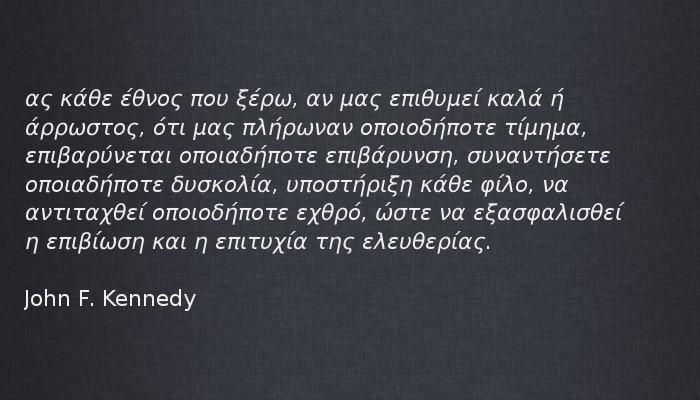 ας κάθε έθνος που ξέρω, αν μας επιθυμεί καλά ή
άρρωστος, ότι μας πλήρωναν οποιοδήποτε τίμημα,
επιβαρύνεται οποιαδήποτε επιβάρυνση, συναντήσετε
οποιαδήποτε δυσκολία, υποστήριξη κάθε φίλο, να
αντιταχθεί οποιοδήποτε εχθρό, ώστε να εξασφαλισθεί
η επιβίωση και η επιτυχία της ελευθερίας.
John F. Kennedy